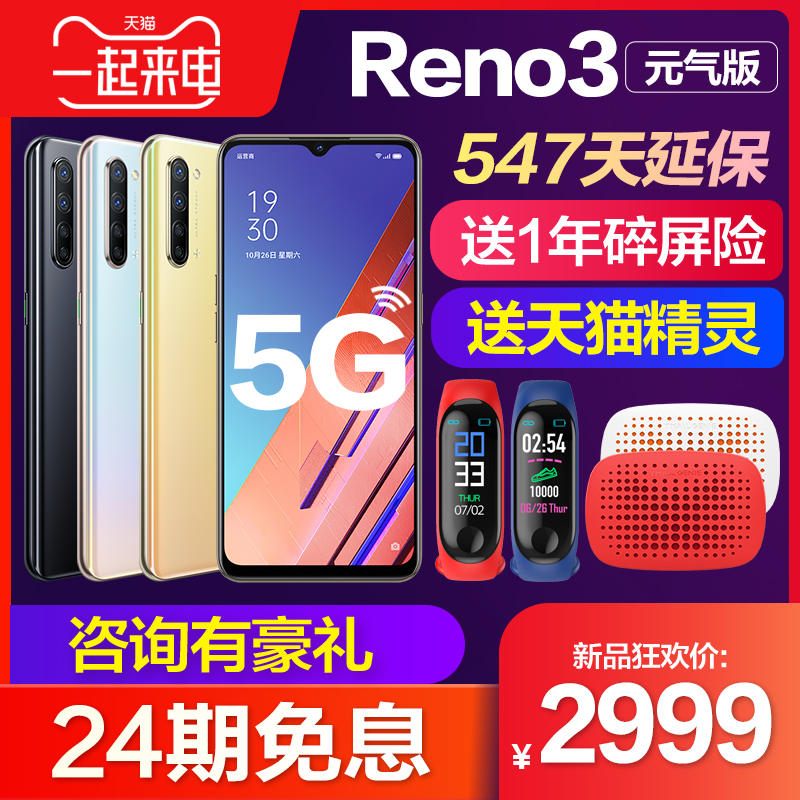 天猫
一起来电
Reno3 元气版
547天延保
送1年碎屏险
送天猫精灵
运营商
19
30
10月26日 星期六
5G
20
33
THUR
07/02
02:54
10000
06/26 Thur
咨询有豪礼
24期免息
新品狂欢价:
¥2999